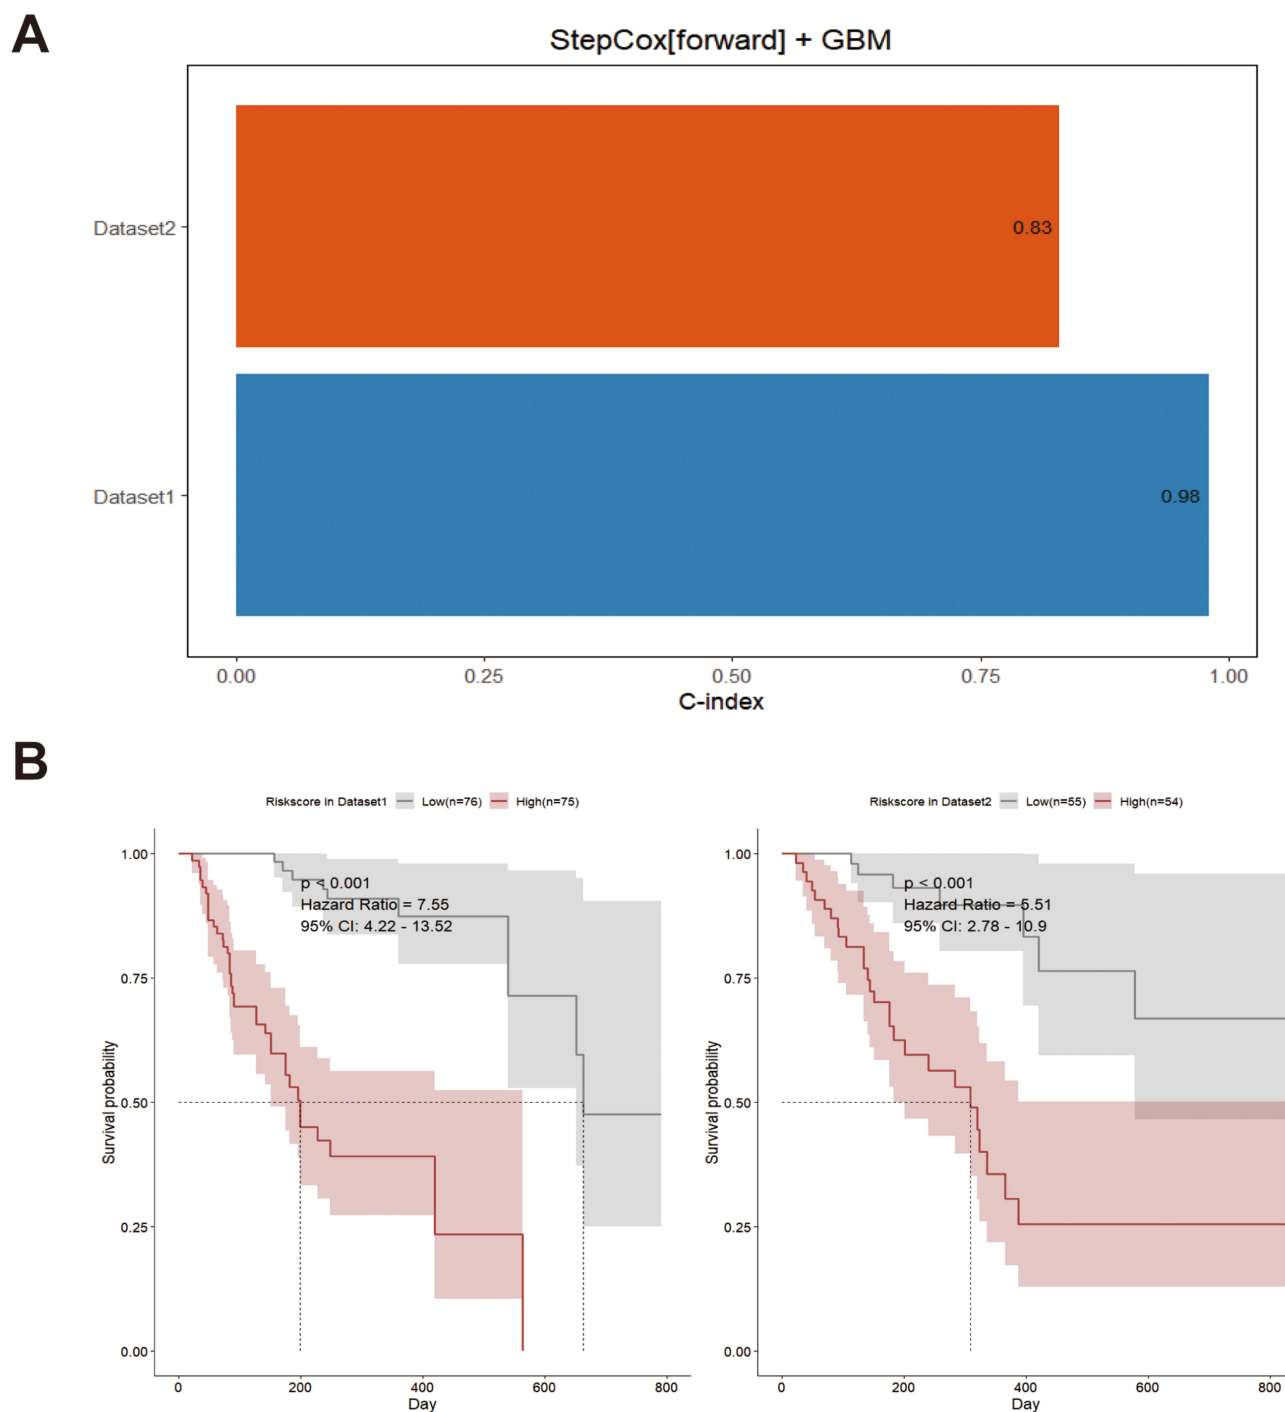 A
StepCox[forward] + GBM
Dataset2
0.83
Dataset1
0.98
0.00 0.25 0.50 0.75 1.00
C-index
B
Riskscore in Dataset1 Low(n=76) High(n=75)
1.00
p < 0.001
Hazard Ratio = 7.55
95% CI: 4.22 - 13.52
0.75
Survival probability
0.50
0.25
0.00
0 200 400 600 800
Day
Riskscore in Dataset2 Low(n=55) High(n=54)
1.00
p < 0.001
Hazard Ratio = 5.51
95% CI: 2.78 - 10.9
0.75
Survival probability
0.50
0.25
0.00
0 200 400 600 800
Day